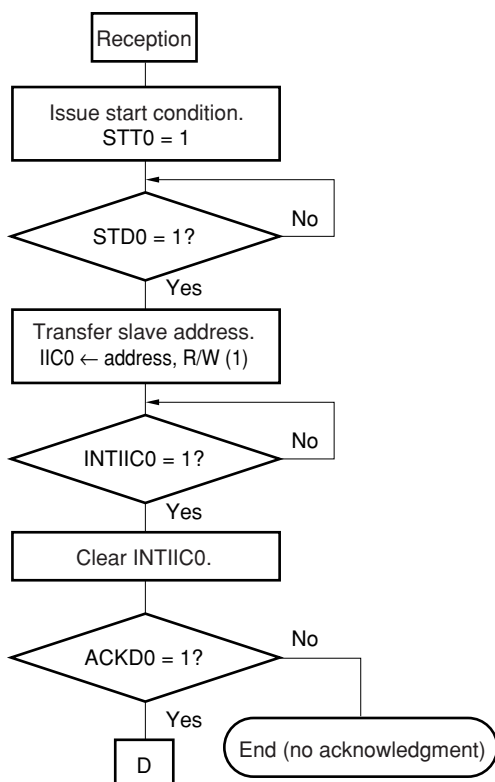 Reception
Issue start condition.
STT0 = 1
STD0 = 1?
No
Yes
Transfer slave address.
IIC0 ← address, R/W (1)
INTIIC0 = 1?
No
Yes
Clear INTIIC0.
ACKD0 = 1?
No
Yes
D
End (no acknowledgment)